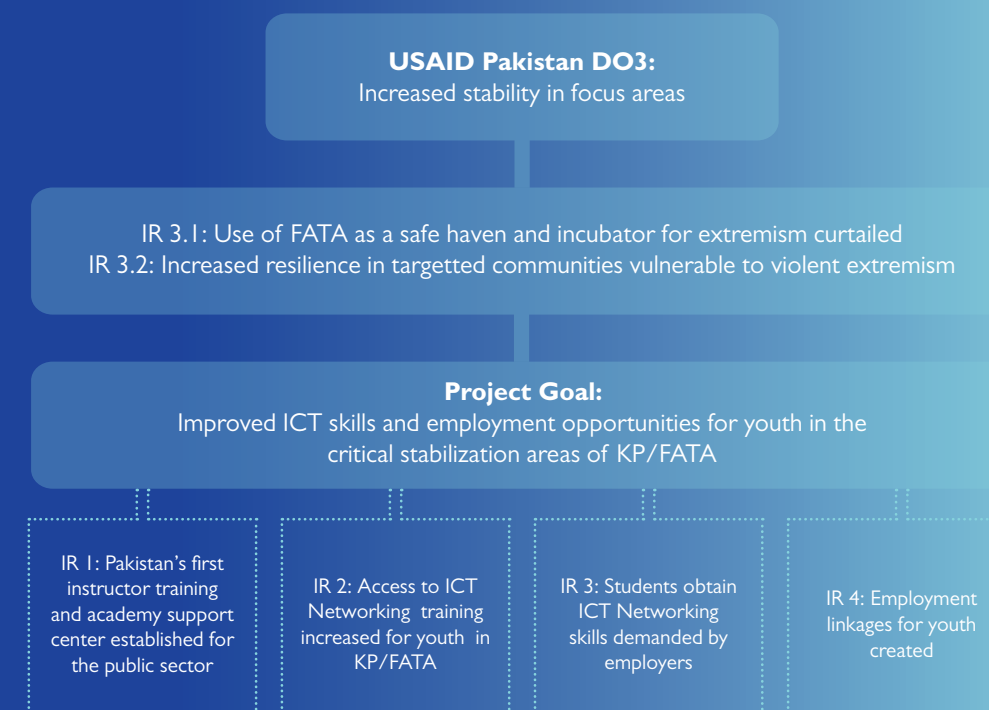 USAID Pakistan DO3:
Increased stability in focus areas
IR 3.1: Use of FATA as a safe haven and incubator for extremism curtailed
IR 3.2: Increased resilience in targetted communities vulnerable to violent extremism
Project Goal:
Improved ICT skills and employment opportunities for youth in the
critical stabilization areas of KP/FATA
IR 1: Pakistan's first
instructor training
and academy support
center established for
the public sector
IR 2: Access to ICT
Networking training
increased for youth in
KP/FATA
IR 3: Students obtain
ICT Networking
skills demanded by
employers
IR 4: Employment
linkages for youth
created